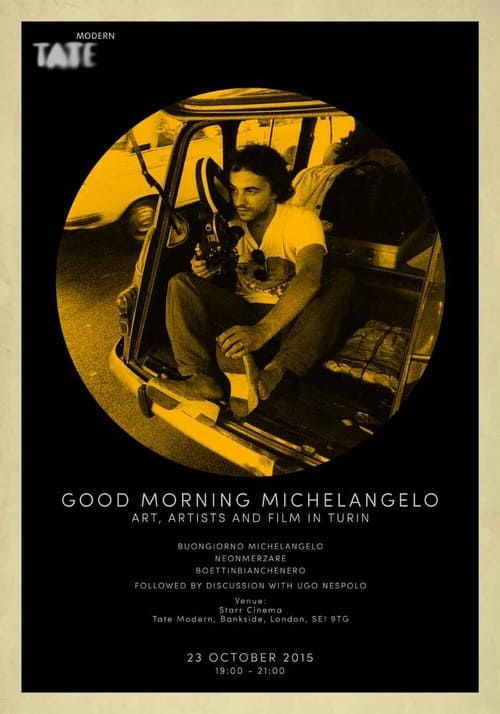 MODERN
TATE
GOOD MORNING MICHELANGELO
ART, ARTISTS AND FILM IN TURIN
BUONGIORNO MICHELANGELO
NEONMERZARE
BOETTINBIANCHENERO
FOLLOWED BY DISCUSSION WITH UGO NESPOLO
Venue:
Starr Cinema
Tate Modern, Bankside, London, SE1 9TG
23 OCTOBER 2015
19:00 - 21:00